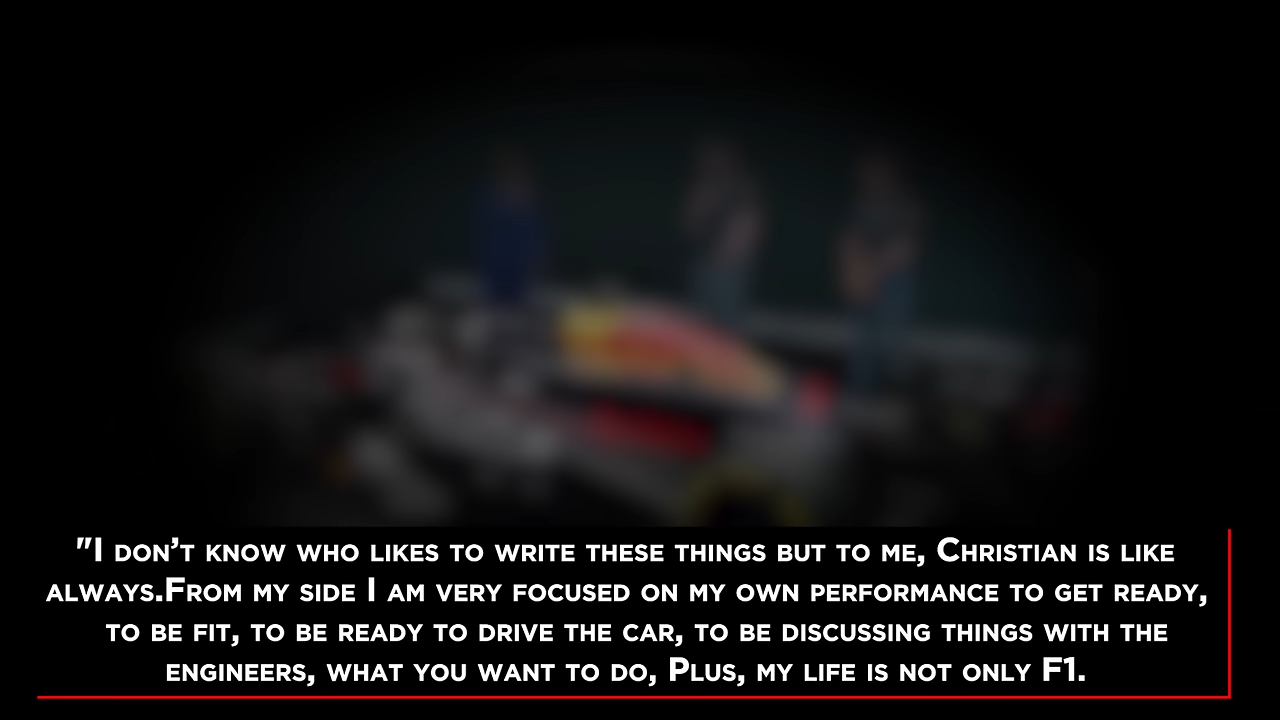 "I don’t know who likes to write these things but to me, Christian is like
always.From my side I am very focused on my own performance to get ready,
to be fit, to be ready to drive the car, to be discussing things with the
engineers, what you want to do, Plus, my life is not only F1.